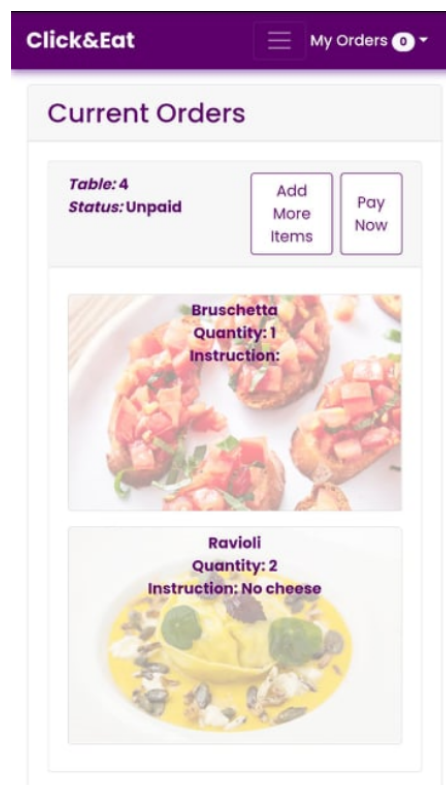 Click&Eat
My Orders 0
Current Orders
Table: 4
Status: Unpaid
Add
More
Items
Pay
Now
Bruschetta
Quantity: 1
Instruction:
Ravioli
Quantity: 2
Instruction: No cheese